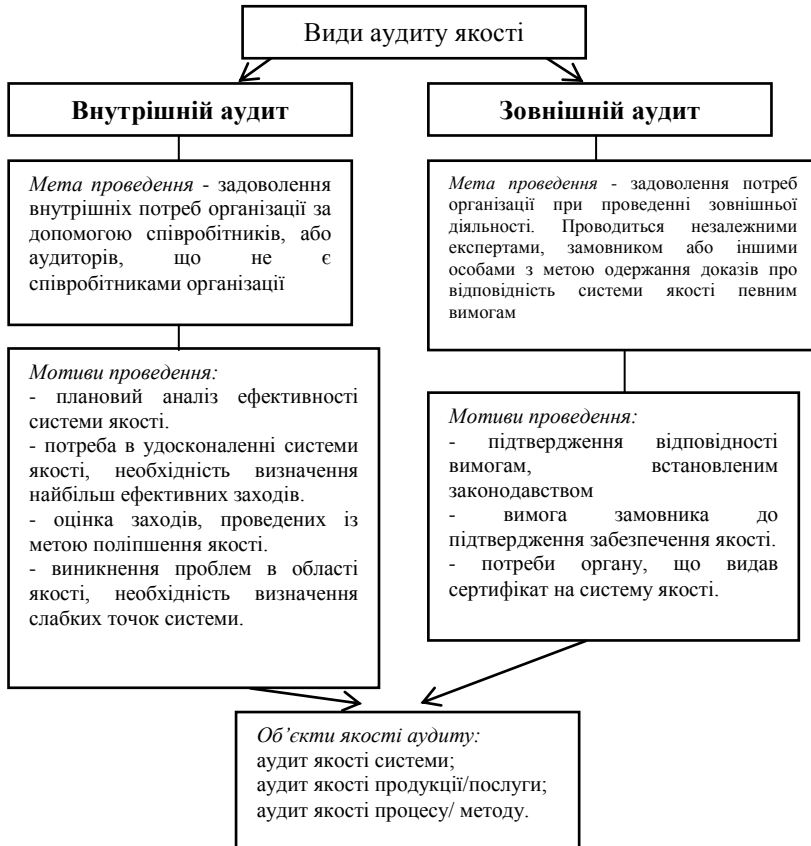 Види аудиту якості
Внутрішній аудит
Мета проведення - задоволення
внутрішніх потреб організації за
допомогою співробітників, або
аудиторів, що не є
співробітниками організації
Мотиви проведення:
- плановий аналіз ефективності
системи якості.
- потреба в удосконаленні системи
якості, необхідність визначення
найбільш ефективних заходів.
- оцінка заходів, проведених із
метою поліпшення якості.
- виникнення проблем в області
якості, необхідність визначення
слабких точок системи.
Зовнішній аудит
Мета проведення - задоволення потреб
організації при проведенні зовнішньої
діяльності. Проводиться незалежними
експертами, замовником або іншими
особами з метою одержання доказів про
відповідність системи якості певним
вимогам
Мотиви проведення:
- підтвердження відповідності
вимогам, встановленим
законодавством
- вимога замовника до
підтвердження забезпечення якості.
- потреби органу, що видав
сертифікат на систему якості.
Об’єкти якості аудиту:
аудит якості системи;
аудит якості продукції/послуги;
аудит якості процесу/ методу.